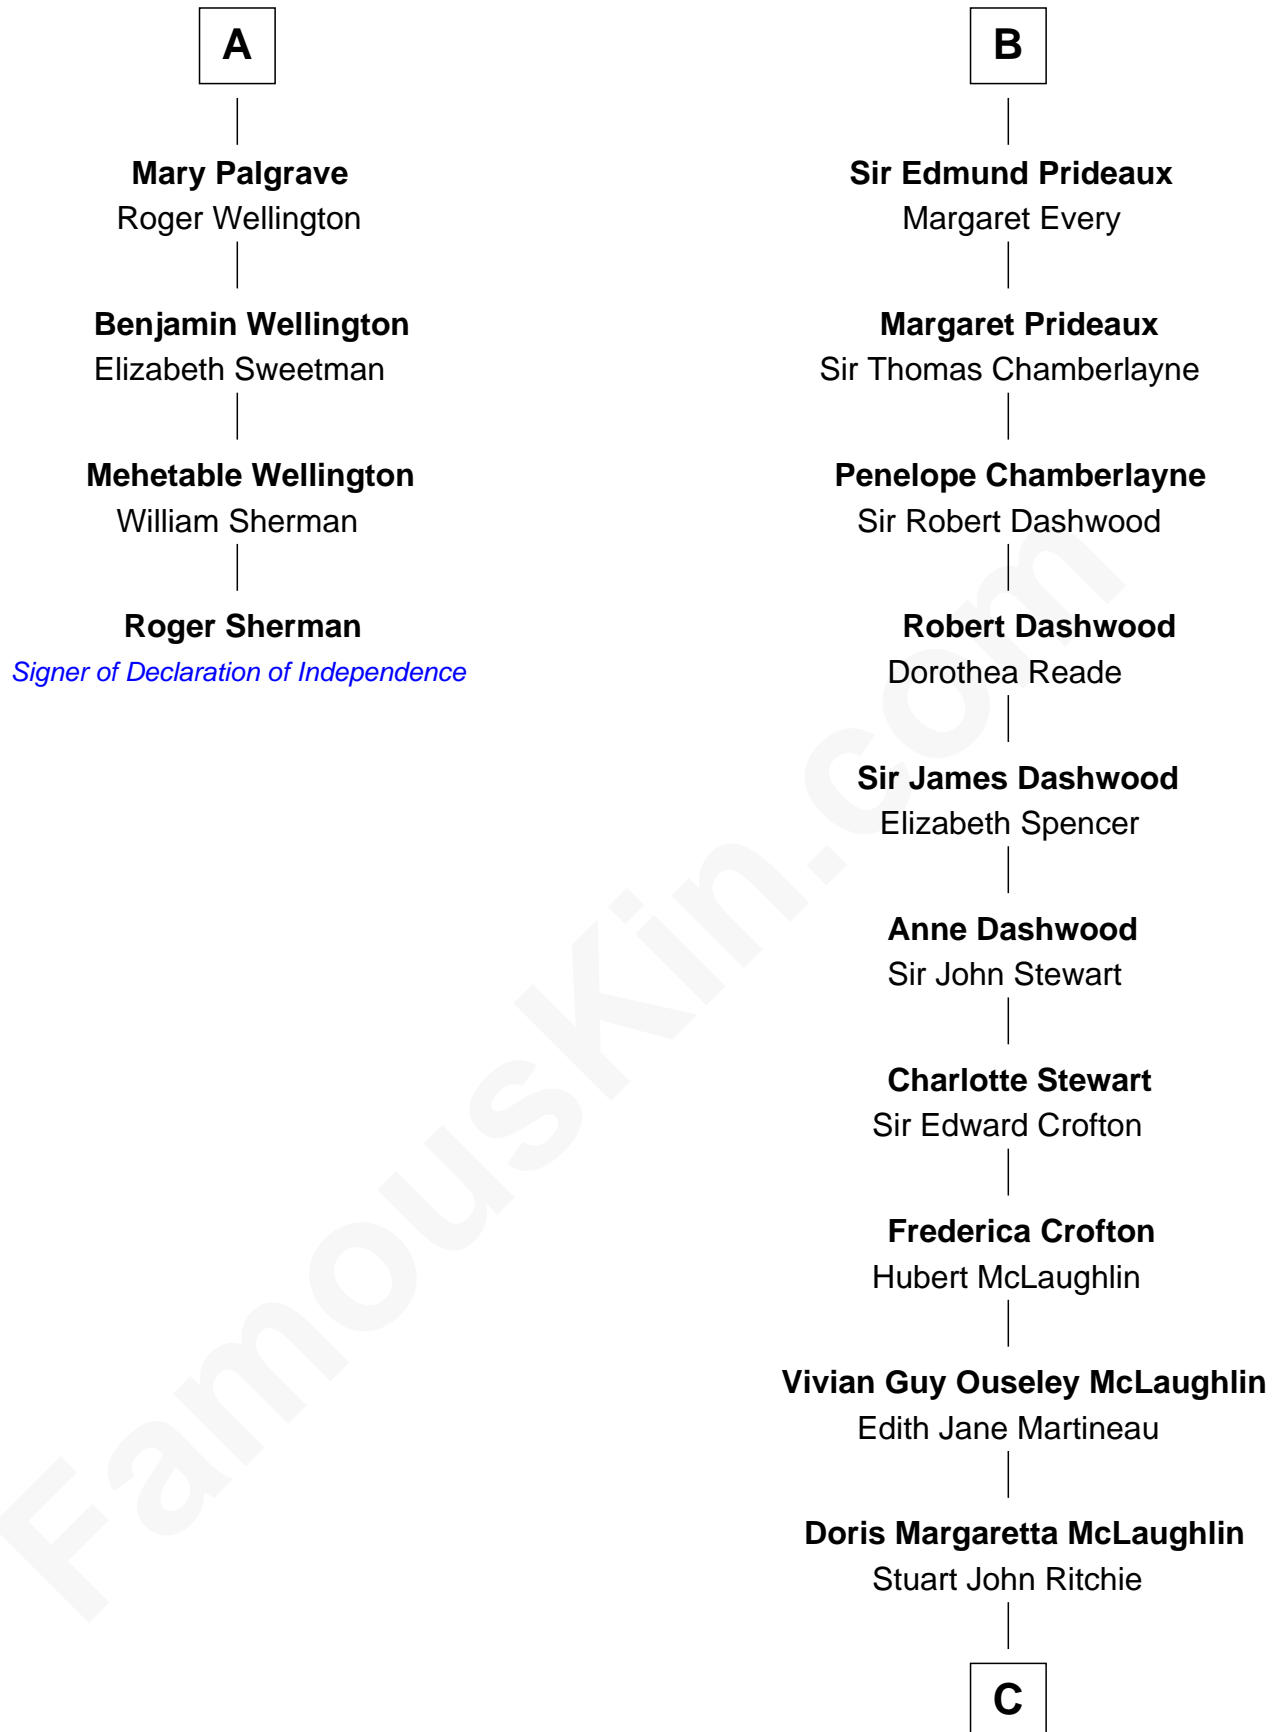 A
Mary Palgrave
Roger Wellington
Benjamin Wellington
Elizabeth Sweetman
Mehetable Wellington
William Sherman
Roger Sherman
Signer of Declaration of Independence
B
Sir Edmund Prideaux
Margaret Every
Margaret Prideaux
Sir Thomas Chamberlayne
Penelope Chamberlayne
Sir Robert Dashwood
Robert Dashwood
Dorothea Reade
Sir James Dashwood
Elizabeth Spencer
Anne Dashwood
Sir John Stewart
Charlotte Stewart
Sir Edward Crofton
Frederica Crofton
Hubert McLaughlin
Vivian Guy Ouseley McLaughlin
Edith Jane Martineau
Doris Margaretta McLaughlin
Stuart John Ritchie
C
FamousKin.com